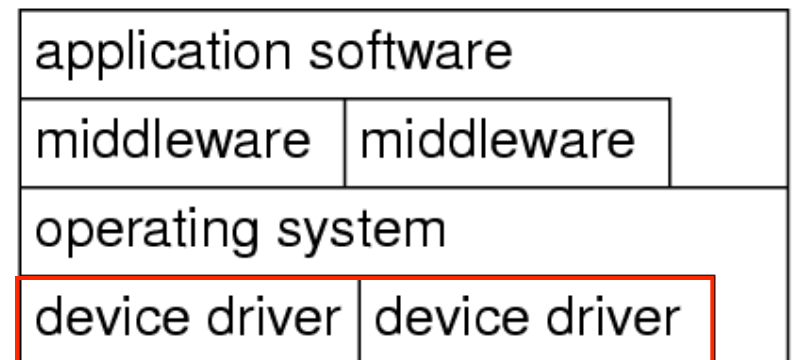 application software
middleware middleware
operating system
device driver device driver